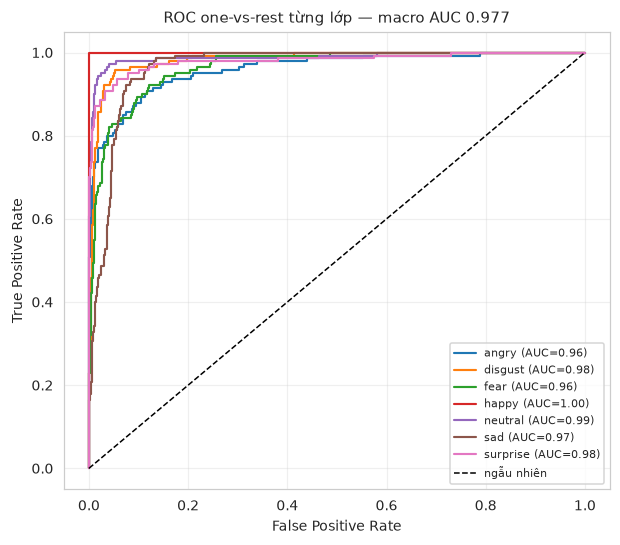 ROC one-vs-rest từng lớp — macro AUC 0.977
True Positive Rate
1.0
0.8
0.6
0.4
0.2
0.0
angry (AUC=0.96)
disgust (AUC=0.98)
fear (AUC=0.96)
happy (AUC=1.00)
neutral (AUC=0.99)
sad (AUC=0.97)
surprise (AUC=0.98)
ngẫu nhiên
0.0 0.2 0.4 0.6 0.8 1.0
False Positive Rate